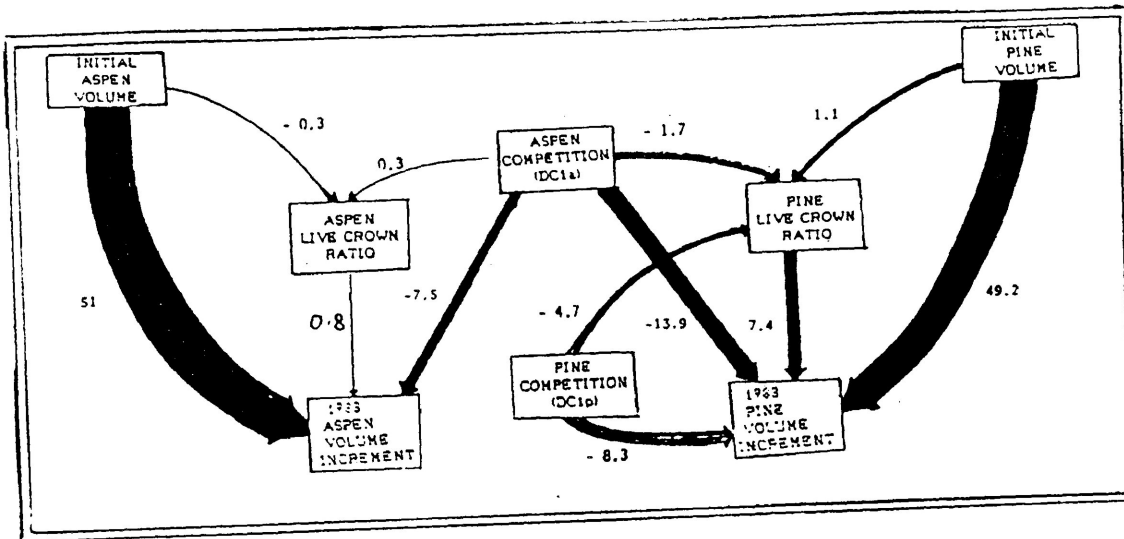 INITIAL
ASPEN
VOLUME
INITIAL
PINE
VOLUME
- 0.3
0.3
ASPEN
COMPETITION
(DC1a)
- 1.7
1.1
ASPEN
LIVE CROWN
RATIO
PINE
LIVE CROWN
RATIO
51
0.8
-7.5
- 4.7
-13.9
7.4
49.2
PINE
COMPETITION
(DC1p)
1983
ASPEN
VOLUME
INCREMENT
1983
PINE
VOLUME
INCREMENT
- 8.3